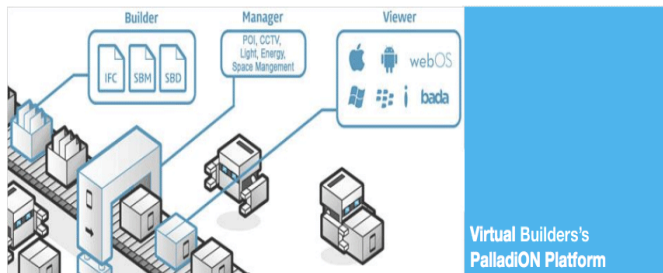 Builder
IFC
SBM
SBD
Manager
POI, CCTV,
Light, Energy,
Space Mangement
Viewer
webOS
i
bada
Virtual Builders's
PalladiON Platform